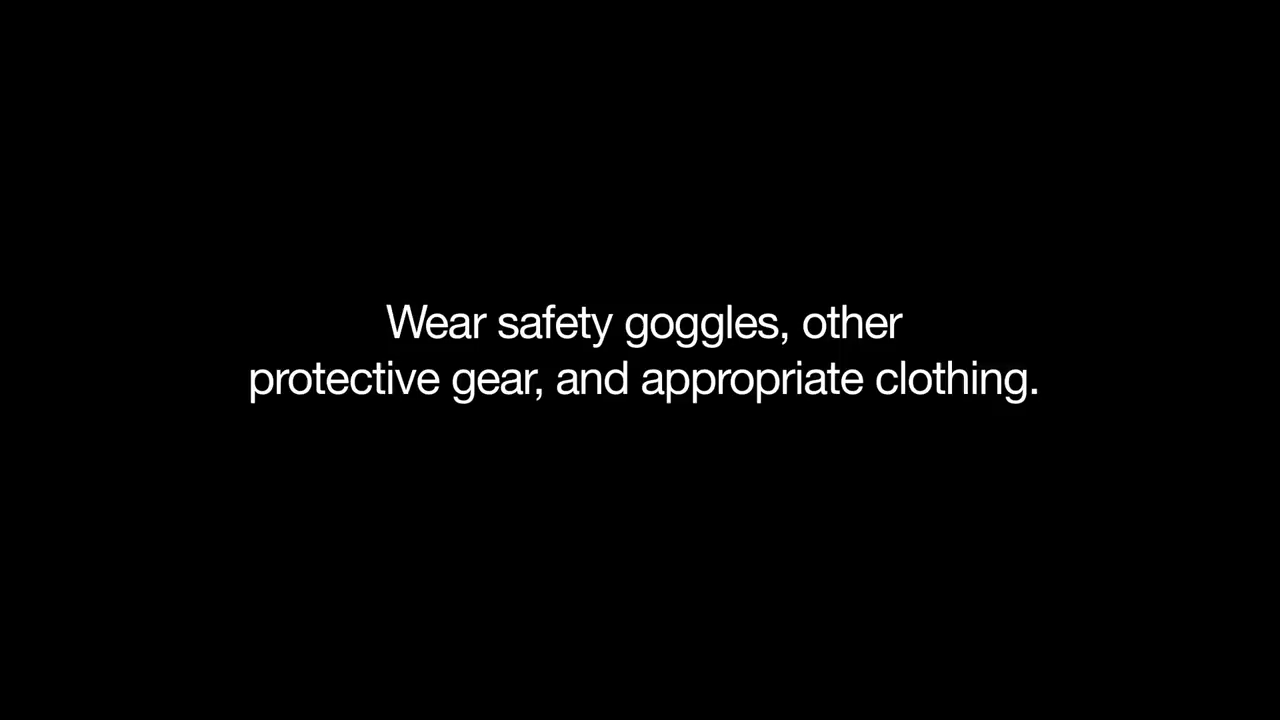 Wear safety goggles, other
protective gear, and appropriate clothing.